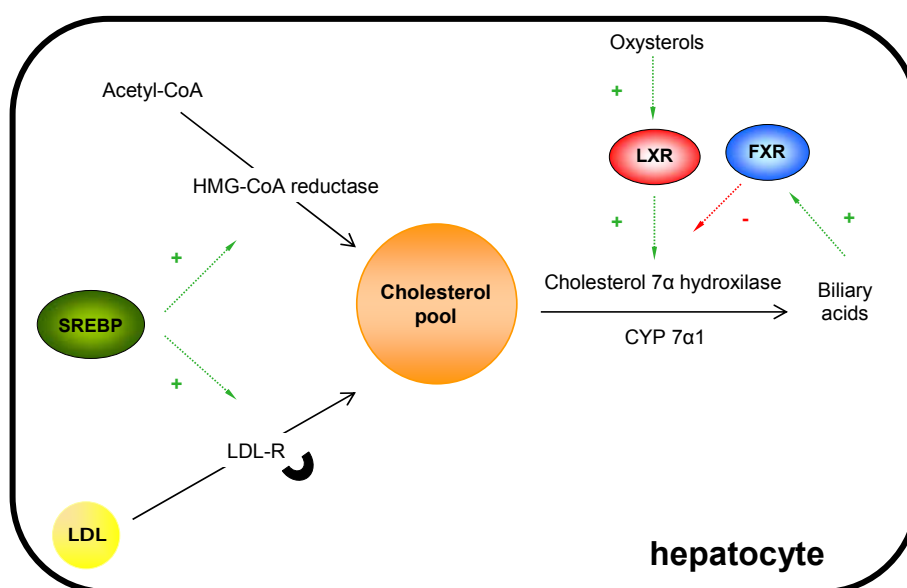 Oxysterols
Acetyl-CoA
+
LXR
FXR
HMG-CoA reductase
+
-
+
+
Cholesterol
pool
Cholesterol 7α hydroxilase
Biliary
acids
SREBP
CYP 7α1
+
LDL-R
LDL
hepatocyte